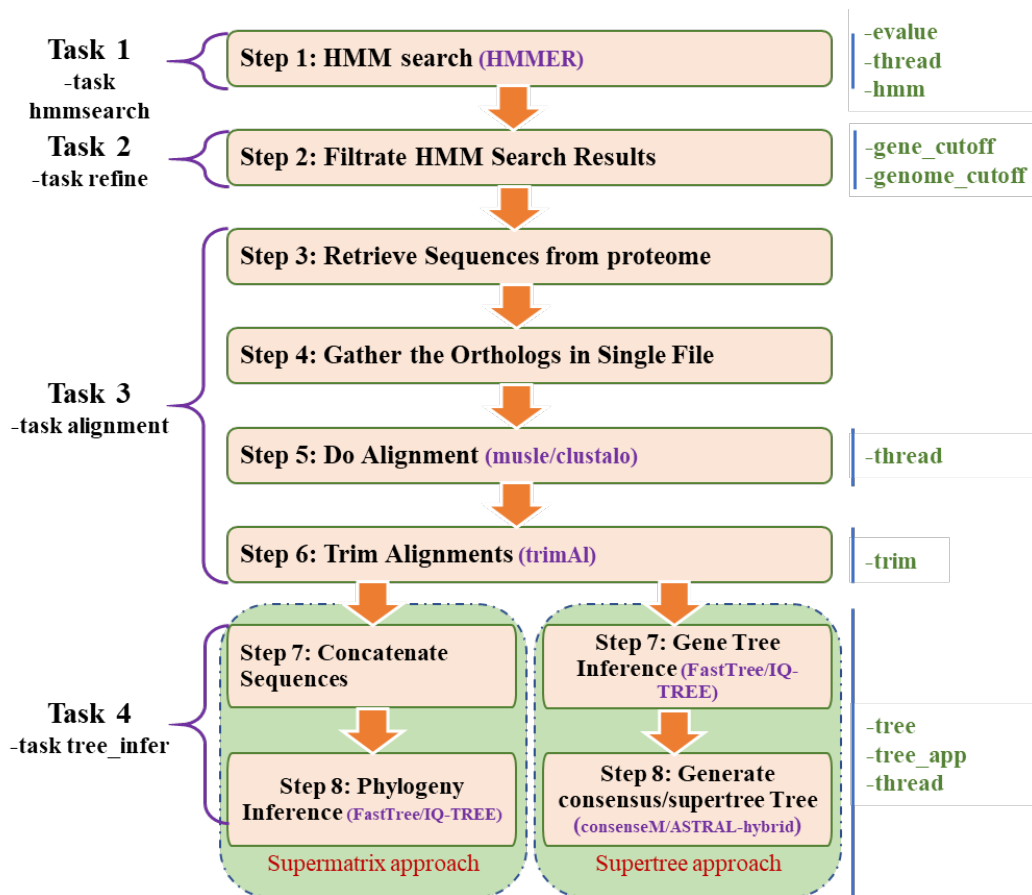 Task 1
-task
hmmsearch
Step 1: HMM search (HMMER)
-evalue
-thread
-hmm
Task 2
-task refine
Step 2: Filtrate HMM Search Results
-gene_cutoff
-genome_cutoff
Task 3
-task alignment
Step 3: Retrieve Sequences from proteome
Step 4: Gather the Orthologs in Single File
Step 5: Do Alignment (musle/clustalo)
-thread
Step 6: Trim Alignments (trimAl)
-trim
Task 4
-task tree_infer
Step 7: Concatenate
Sequences
Step 8: Phylogeny
Inference (FastTree/IQ-TREE)
Supermatrix approach
Step 7: Gene Tree
Inference (FastTree/IQ-
TREE)
Step 8: Generate
consensus/supertree Tree
(consenseM/ASTRAL-hybrid)
Supertree approach
-tree
-tree_app
-thread